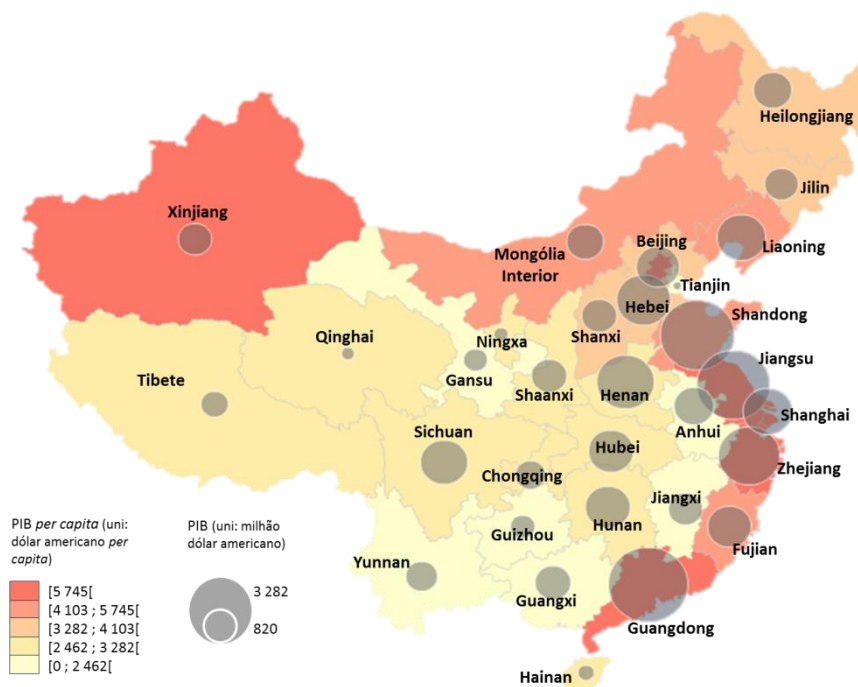 Heilongjiang
Jilin
Xinjiang
Beijing
Liaoning
Mongólia
Interior
Tianjin
Hebei
Shandong
Qinghai
Ningxa
Shanxi
Jiangsu
Tibete
Gansu
Shaanxi
Henan
Shanghai
Anhui
Sichuan
Hubei
Zhejiang
Chongqing
Jiangxi
Hunan
Guizhou
Fujian
Yunnan
Guangxi
Guangdong
Hainan
PIB per capita (uni:
dólar americano per
capita)
[5 745[
[4 103 ; 5 745[
[3 282 ; 4 103[
[2 462 ; 3 282[
[0 ; 2 462[
PIB (uni: milhão
dólar americano)
3 282
820